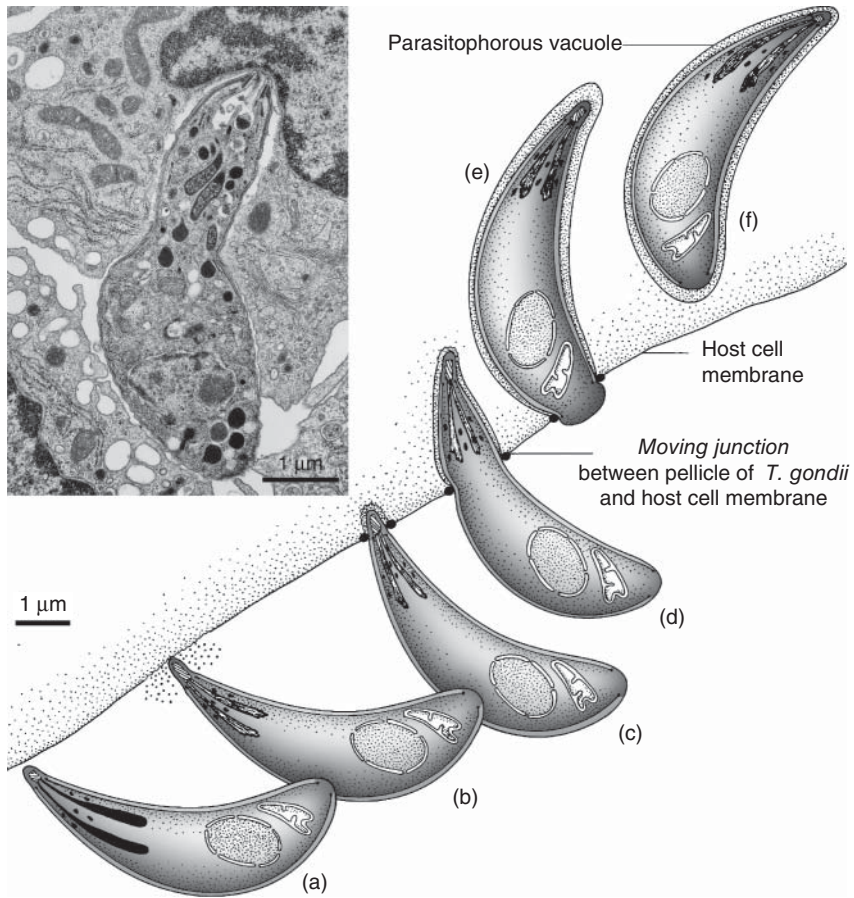 Parasitophorous vacuole
(e)
(f)
1 μm
Host cell
membrane
Moving junction
between pellicle of T. gondii
and host cell membrane
1 μm
(d)
(c)
(b)
(a)